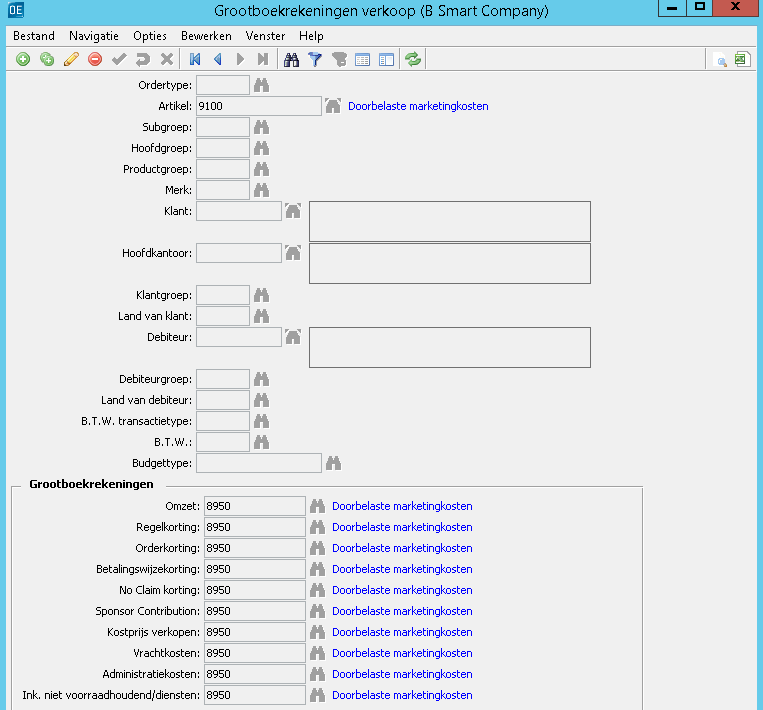 OE Grootboekrekeningen verkoop (B Smart Company) X
Bestand Navigatie Opties Bewerken Venster Help
Ordertype:
Artikel: 9100 Doorbelaste marketingkosten
Subgroep:
Hoofdgroep:
Productgroep:
Merk:
Klant:
Hoofdkantoor:
Klantgroep:
Land van klant:
Debiteur:
Debiteurgroep:
Land van debiteur:
B.T.W. transactietype:
B.T.W.:
Budgettype:
Grootboekrekeningen
Omzet: 8950 Doorbelaste marketingkosten
Regelkorting: 8950 Doorbelaste marketingkosten
Orderkorting: 8950 Doorbelaste marketingkosten
Betalingswijzekorting: 8950 Doorbelaste marketingkosten
No Claim korting: 8950 Doorbelaste marketingkosten
Sponsor Contribution: 8950 Doorbelaste marketingkosten
Kostprijs verkopen: 8950 Doorbelaste marketingkosten
Vrachtkosten: 8950 Doorbelaste marketingkosten
Administratiekosten: 8950 Doorbelaste marketingkosten
Ink. niet voorraadhoudend/diensten: 8950 Doorbelaste marketingkosten